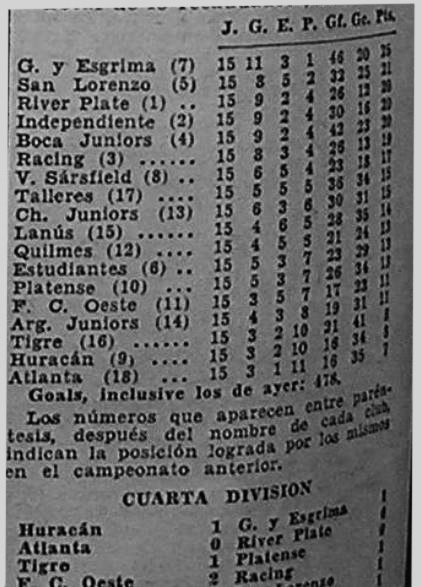 J. G. E. P. Gf. Gc. Pts.
G. y Esgrima (7) 15 11 3 1 46 20 25
San Lorenzo (5) 15 8 5 2 32 25 21
River Plate (1) .. 15 9 2 4 26 12 20
Independiente (2) 15 9 2 4 30 16 20
Boca Juniors (4) 15 9 2 4 42 23 20
Racing (3) ...... 15 8 3 4 26 13 19
V. Sársfield (8) .. 15 6 5 4 23 18 17
Talleres (17) .... 15 5 5 5 36 34 15
Ch. Juniors (13) 15 6 3 6 30 31 15
Lanús (15) ...... 15 4 6 5 28 35 14
Quilmes (12) .... 15 4 5 5 21 24 13
Estudiantes (6) .. 15 5 3 7 23 29 13
Platense (10) ... 15 5 3 7 26 34 13
F. C. Oeste (11) 15 3 5 7 17 23 11
Arg. Juniors (14) 15 4 3 8 19 31 11
Tigre (16) ...... 15 3 2 10 21 41 8
Huracán (9) .... 15 3 2 10 16 34 8
Atlanta (18) ... 15 3 1 11 16 35 7
Goals, inclusive los de ayer: 478.
Los números que aparecen entre parén-
tesis, después del nombre de cada club,
indican la posición lograda por los mismos
en el campeonato anterior.
CUARTA DIVISION
Huracán 1 G. y Esgrima
Atlanta 0 River Plate
Tigre 1 Platense
F. C. Oeste 2 Racing
Lorenzo